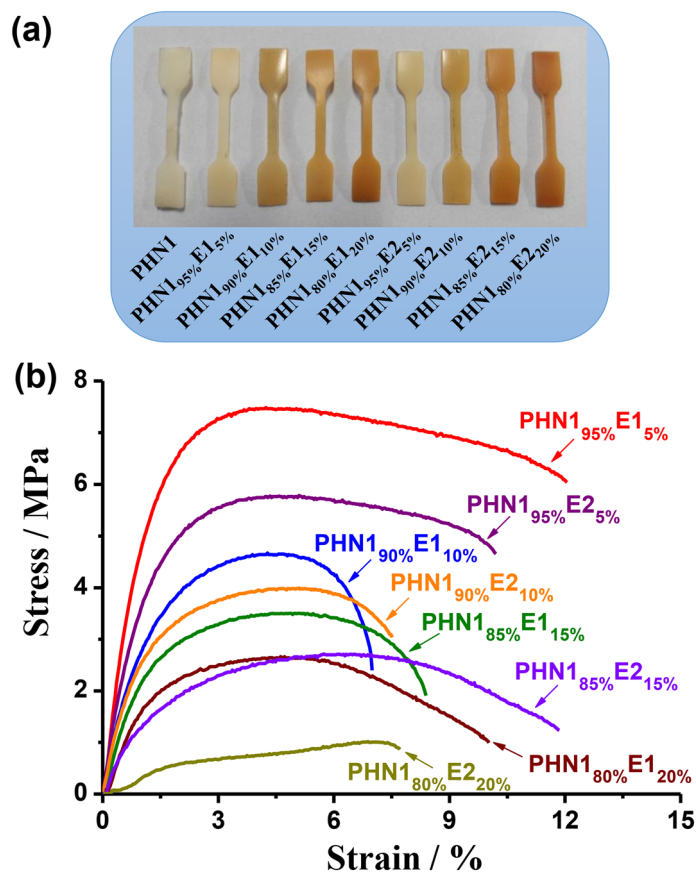 (a)
PHN1
PHN195%E15%
PHN190%E110%
PHN185%E115%
PHN180%E120%
PHN195%E25%
PHN190%E210%
PHN185%E215%
PHN180%E220%
(b)
8
6
4
2
0
Stress / MPa
PHN195%E15%
PHN195%E25%
PHN190%E110%
PHN190%E210%
PHN185%E115%
PHN185%E215%
PHN180%E120%
PHN180%E220%
0 3 6 9 12 15
Strain / %